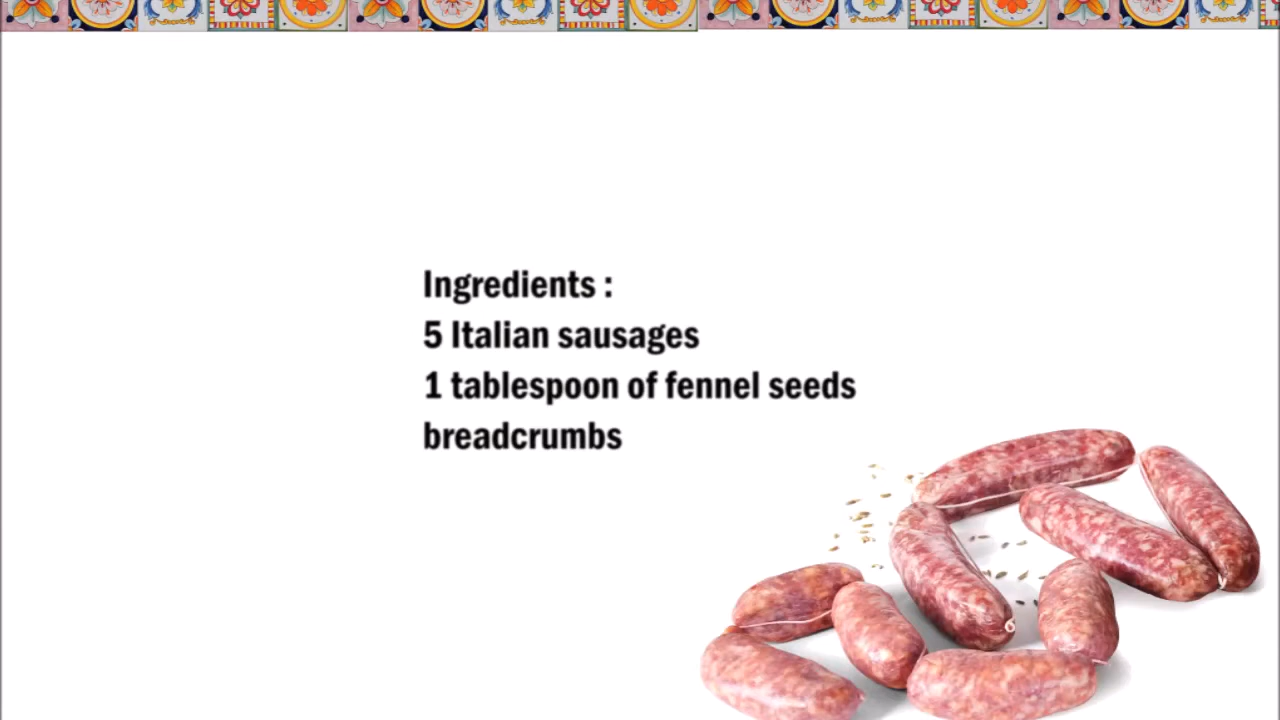 Ingredients :
5 Italian sausages
1 tablespoon of fennel seeds
breadcrumbs